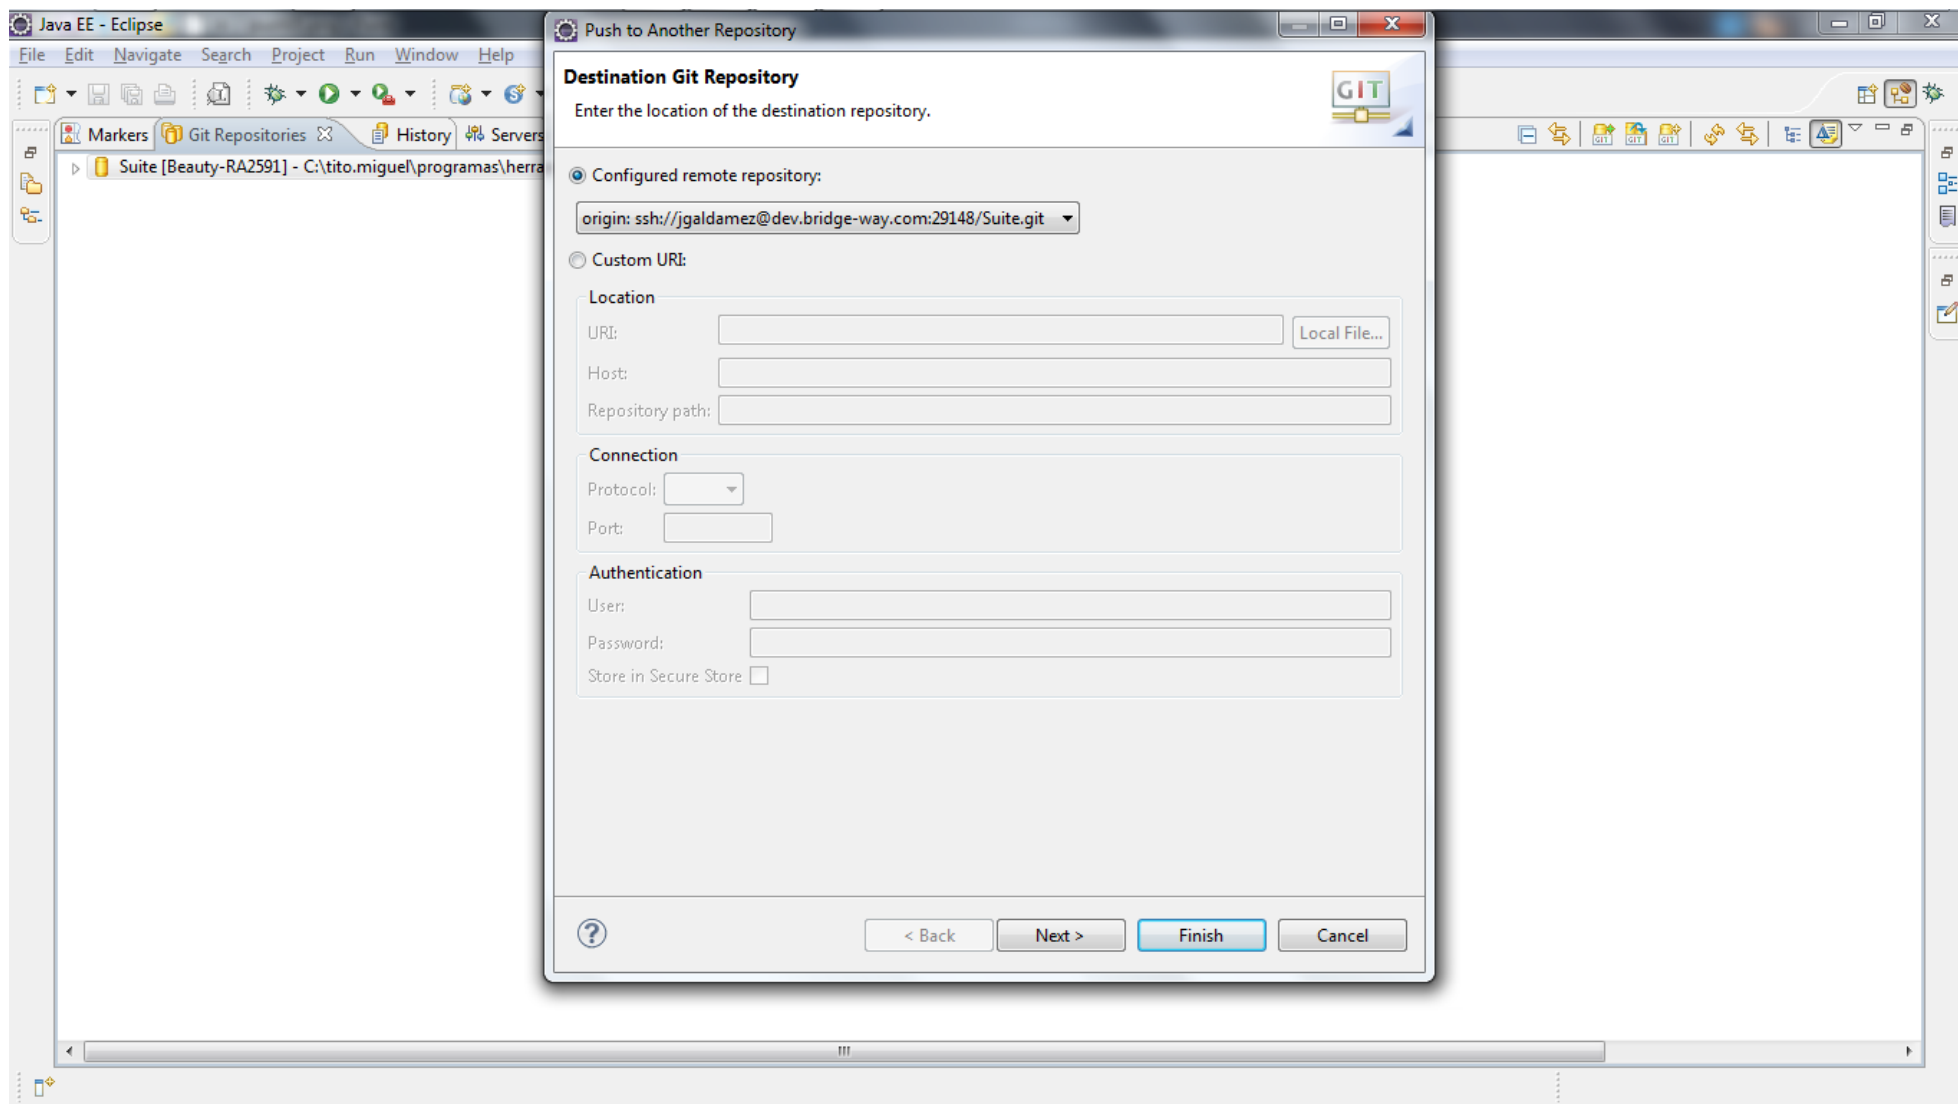 Java EE - Eclipse
Push to Another Repository
File Edit Navigate Search Project Run Window Help
Destination Git Repository
GIT
Enter the location of the destination repository.
Markers Git Repositories History Servers
Suite [Beauty-RA2591] - C:\tito.miguel\programas\herra
Configured remote repository:
origin: ssh://jgaldamez@dev.bridge-way.com:29148/Suite.git
Custom URI:
Location
URI:
Local File...
Host:
Repository path:
Connection
Protocol:
Port:
Authentication
User:
Password:
Store in Secure Store
?
< Back
Next >
Finish
Cancel